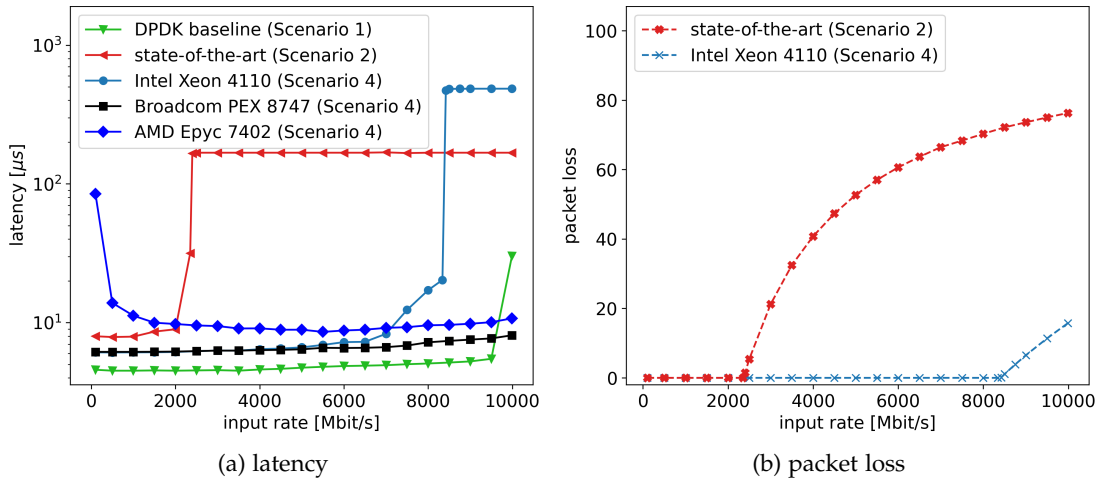 DPDK baseline (Scenario 1)
state-of-the-art (Scenario 2)
Intel Xeon 4110 (Scenario 4)
Broadcom PEX 8747 (Scenario 4)
AMD Epyc 7402 (Scenario 4)
10³
10²
10¹
latency [μs]
0 2000 4000 6000 8000 10000
input rate [Mbit/s]
(a) latency
state-of-the-art (Scenario 2)
Intel Xeon 4110 (Scenario 4)
100
80
60
40
20
0
packet loss
0 2000 4000 6000 8000 10000
input rate [Mbit/s]
(b) packet loss